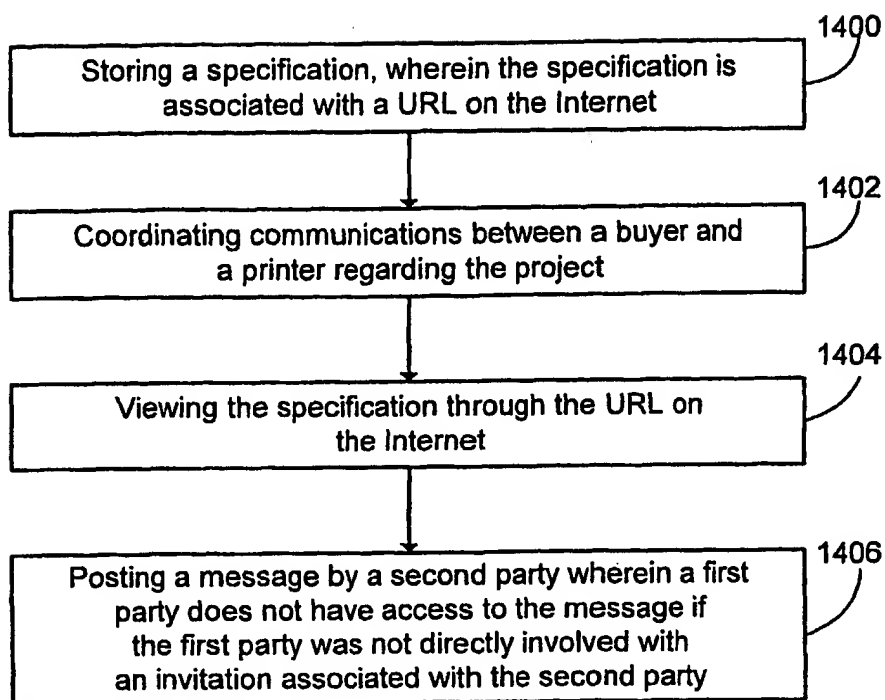 1400
Storing a specification, wherein the specification is
associated with a URL on the Internet
1402
Coordinating communications between a buyer and
a printer regarding the project
1404
Viewing the specification through the URL on
the Internet
1406
Posting a message by a second party wherein a first
party does not have access to the message if
the first party was not directly involved with
an invitation associated with the second party